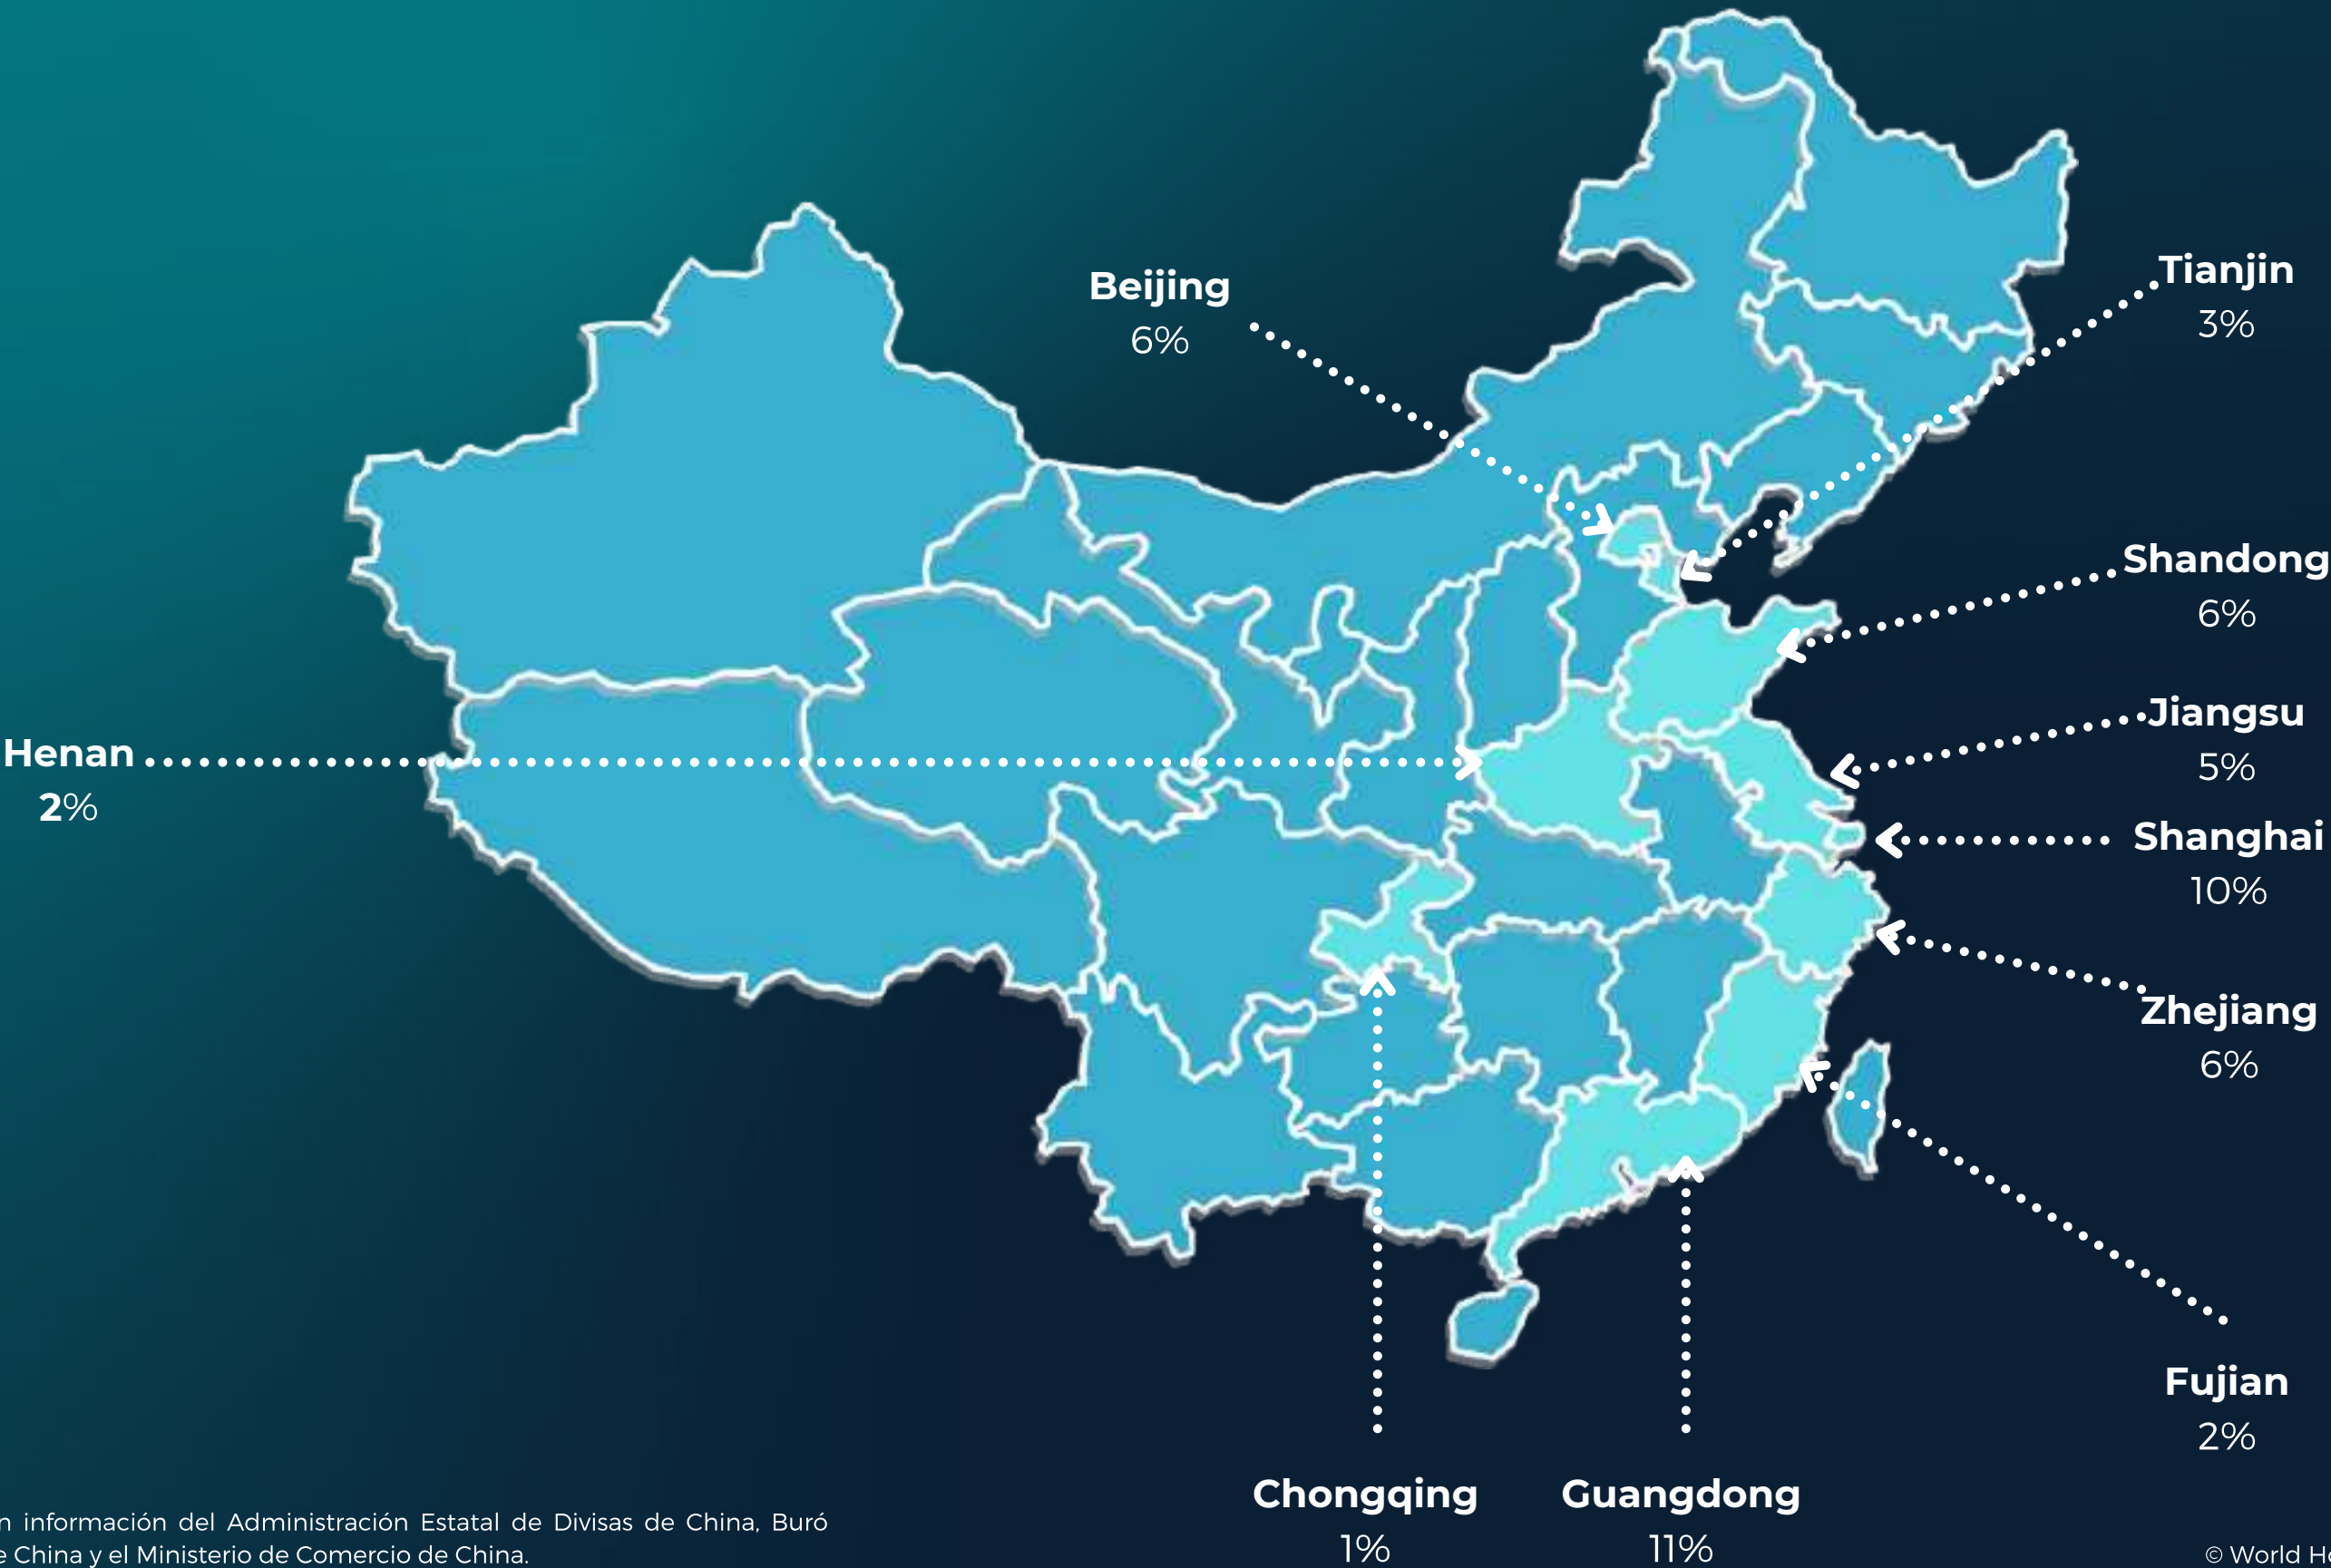 Beijing
6%
Tianjin
3%
Shandong
6%
Jiangsu
5%
Henan
2%
Shanghai
10%
Zhejiang
6%
Fujian
2%
Chongqing
1%
Guangdong
11%
información del Administración Estatal de Divisas de China, Buró
China y el Ministerio de Comercio de China.
© World